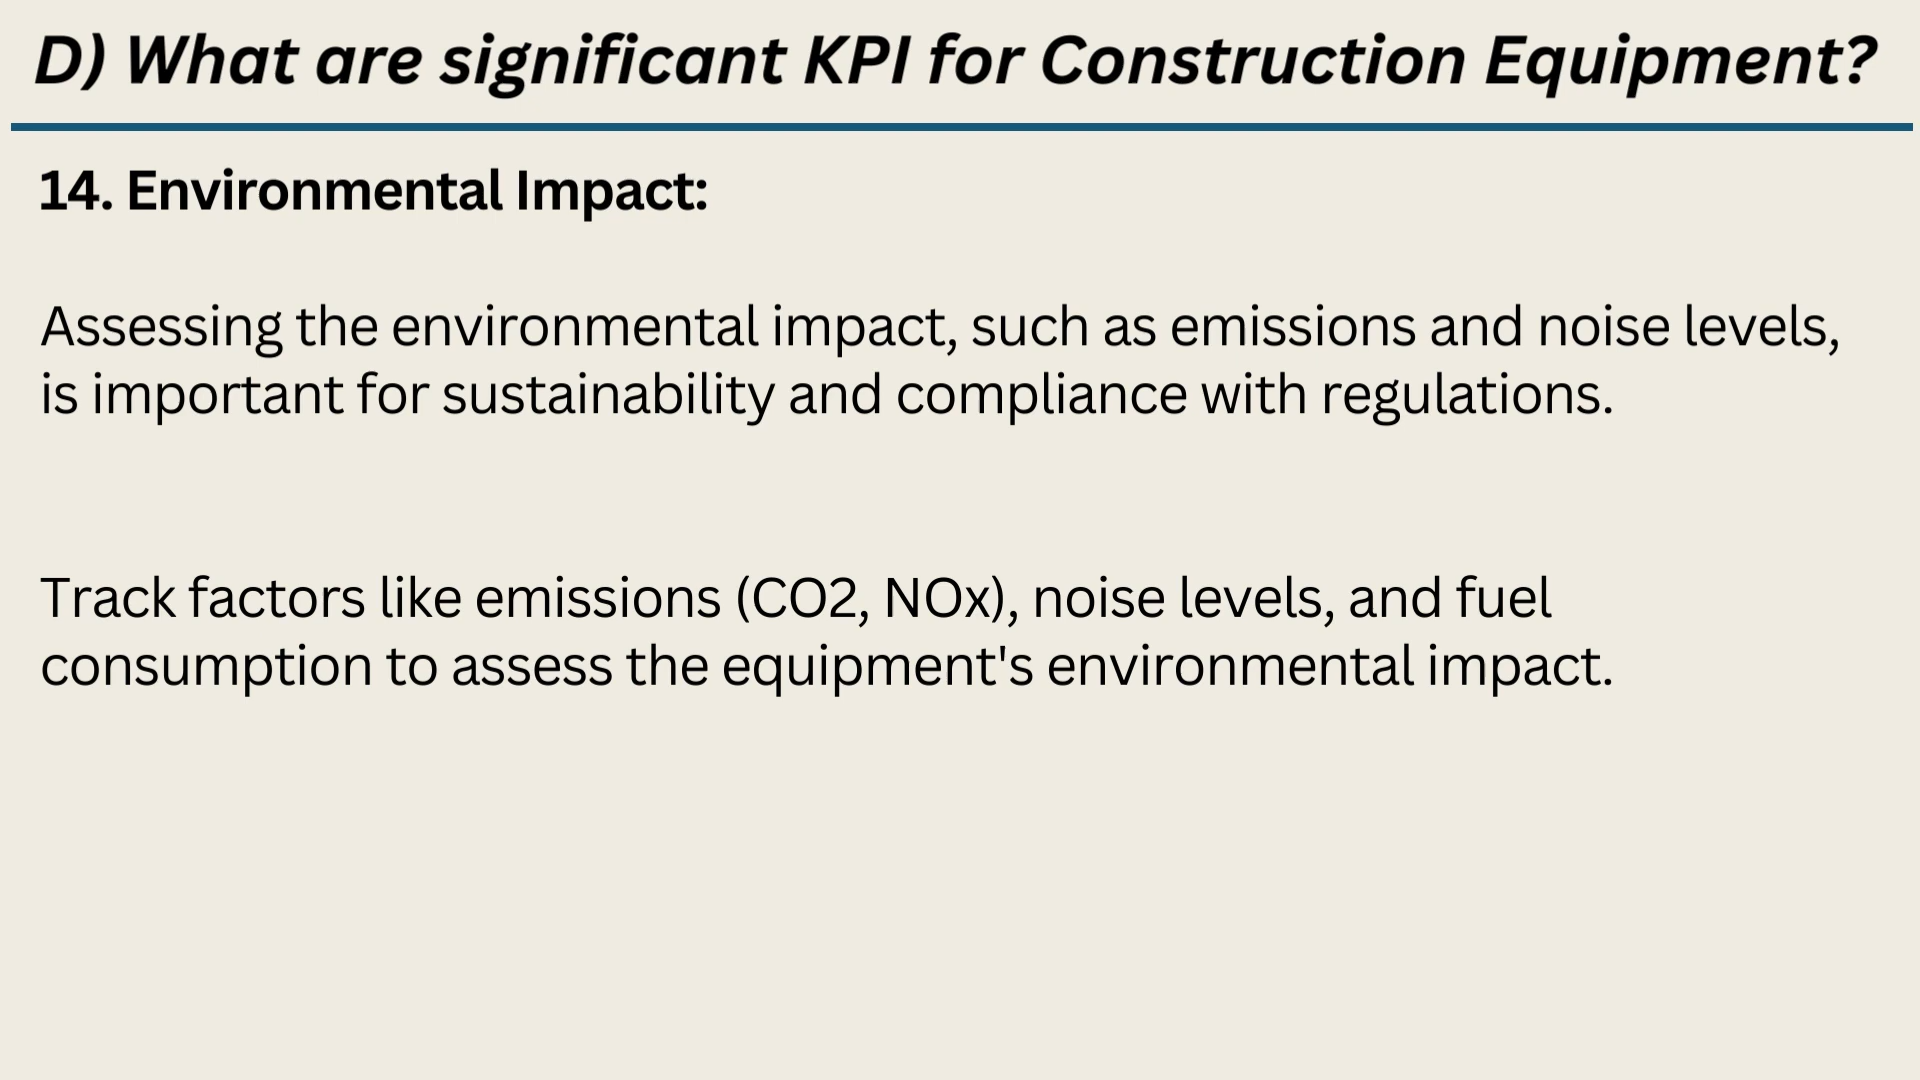 D) What are significant KPI for Construction Equipment?
14. Environmental Impact:
Assessing the environmental impact, such as emissions and noise levels,
is important for sustainability and compliance with regulations.
Track factors like emissions (CO2, NOx), noise levels, and fuel
consumption to assess the equipment's environmental impact.